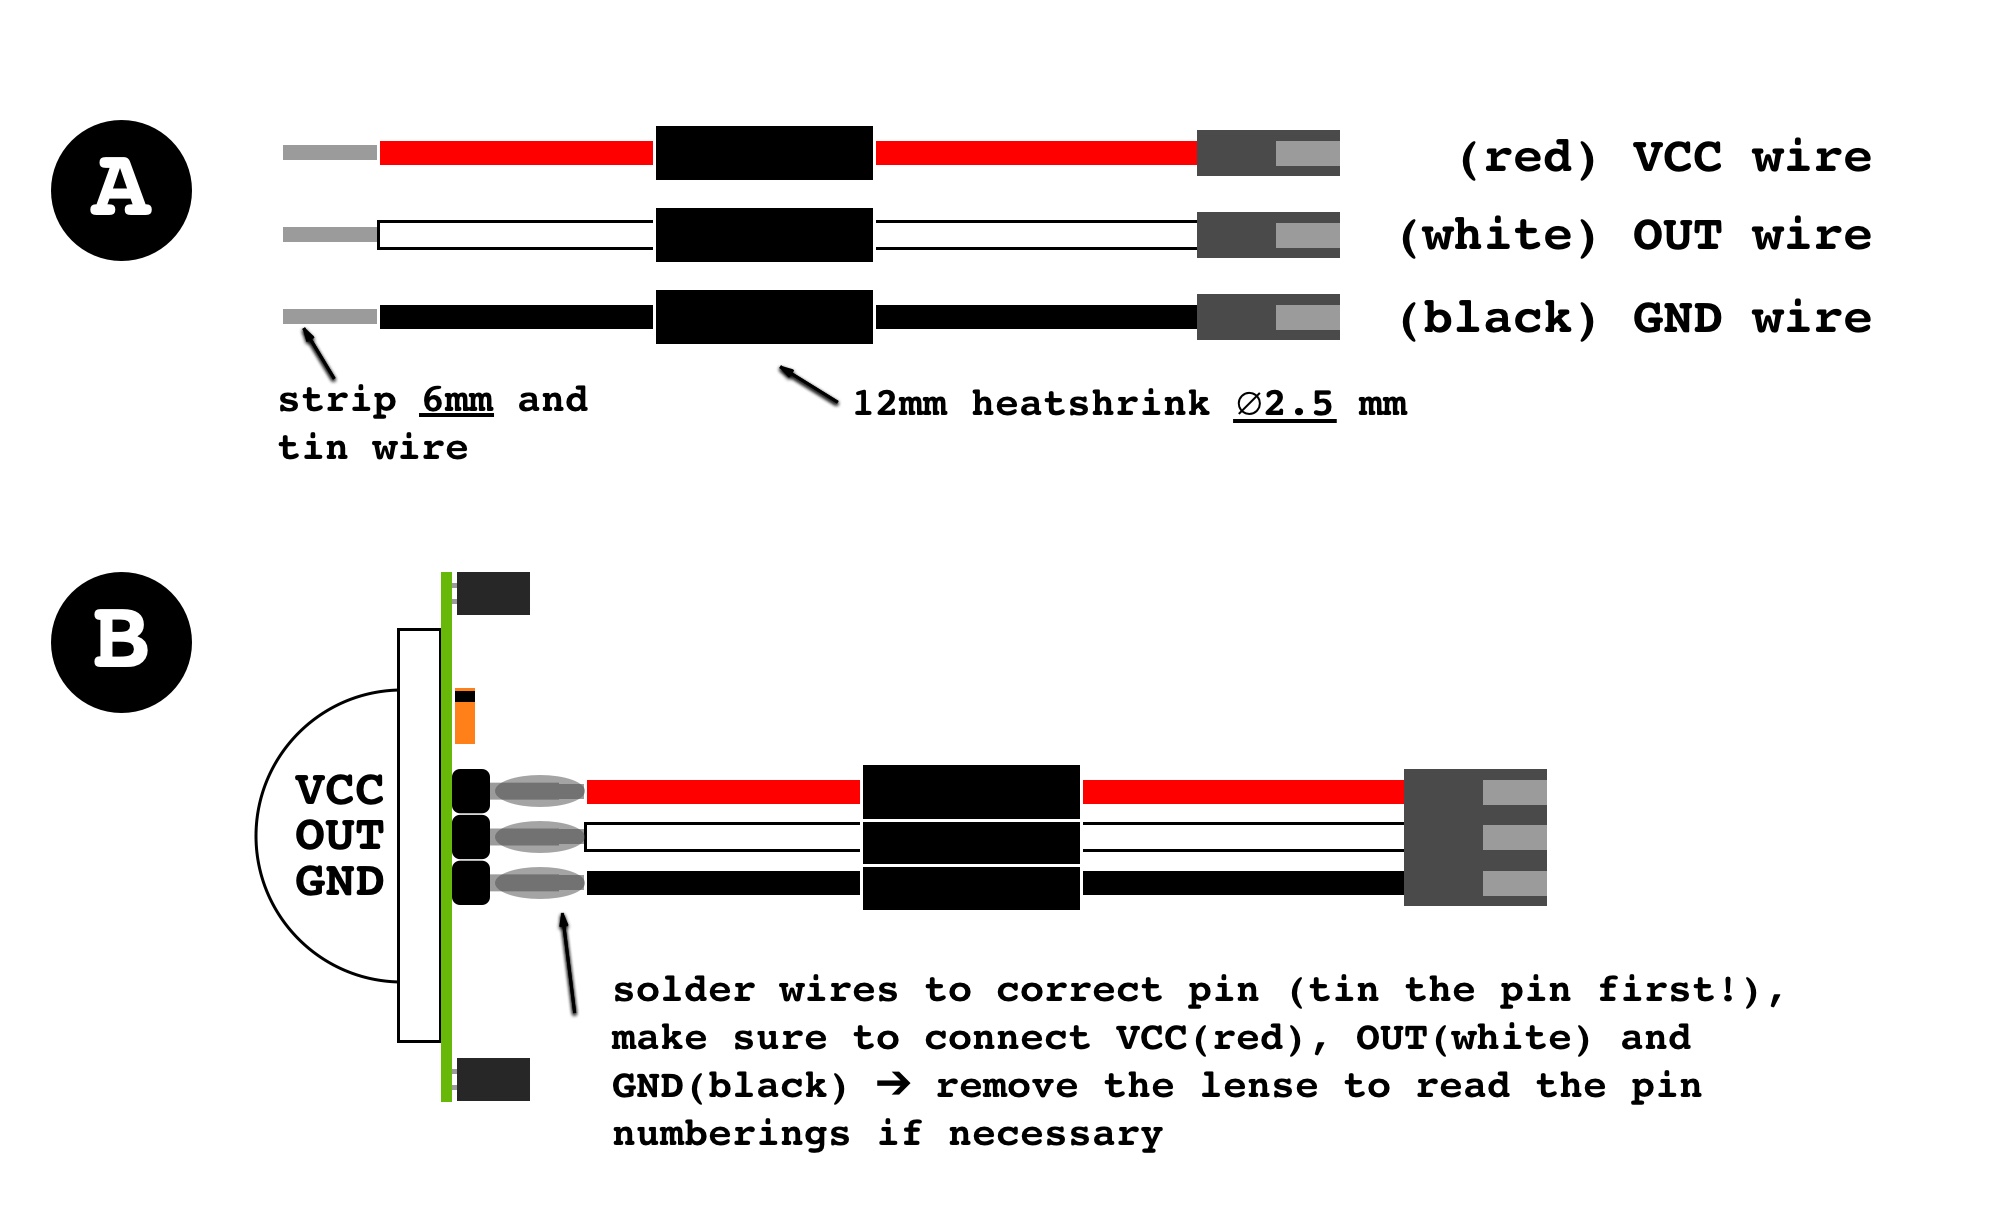 A
(red) VCC wire
(white) OUT wire
(black) GND wire
strip 6mm and
tin wire
12mm heatshrink ∅2.5 mm
B
VCC
OUT
GND
solder wires to correct pin (tin the pin first!),
make sure to connect VCC(red), OUT(white) and
GND(black) ➔ remove the lense to read the pin
numberings if necessary